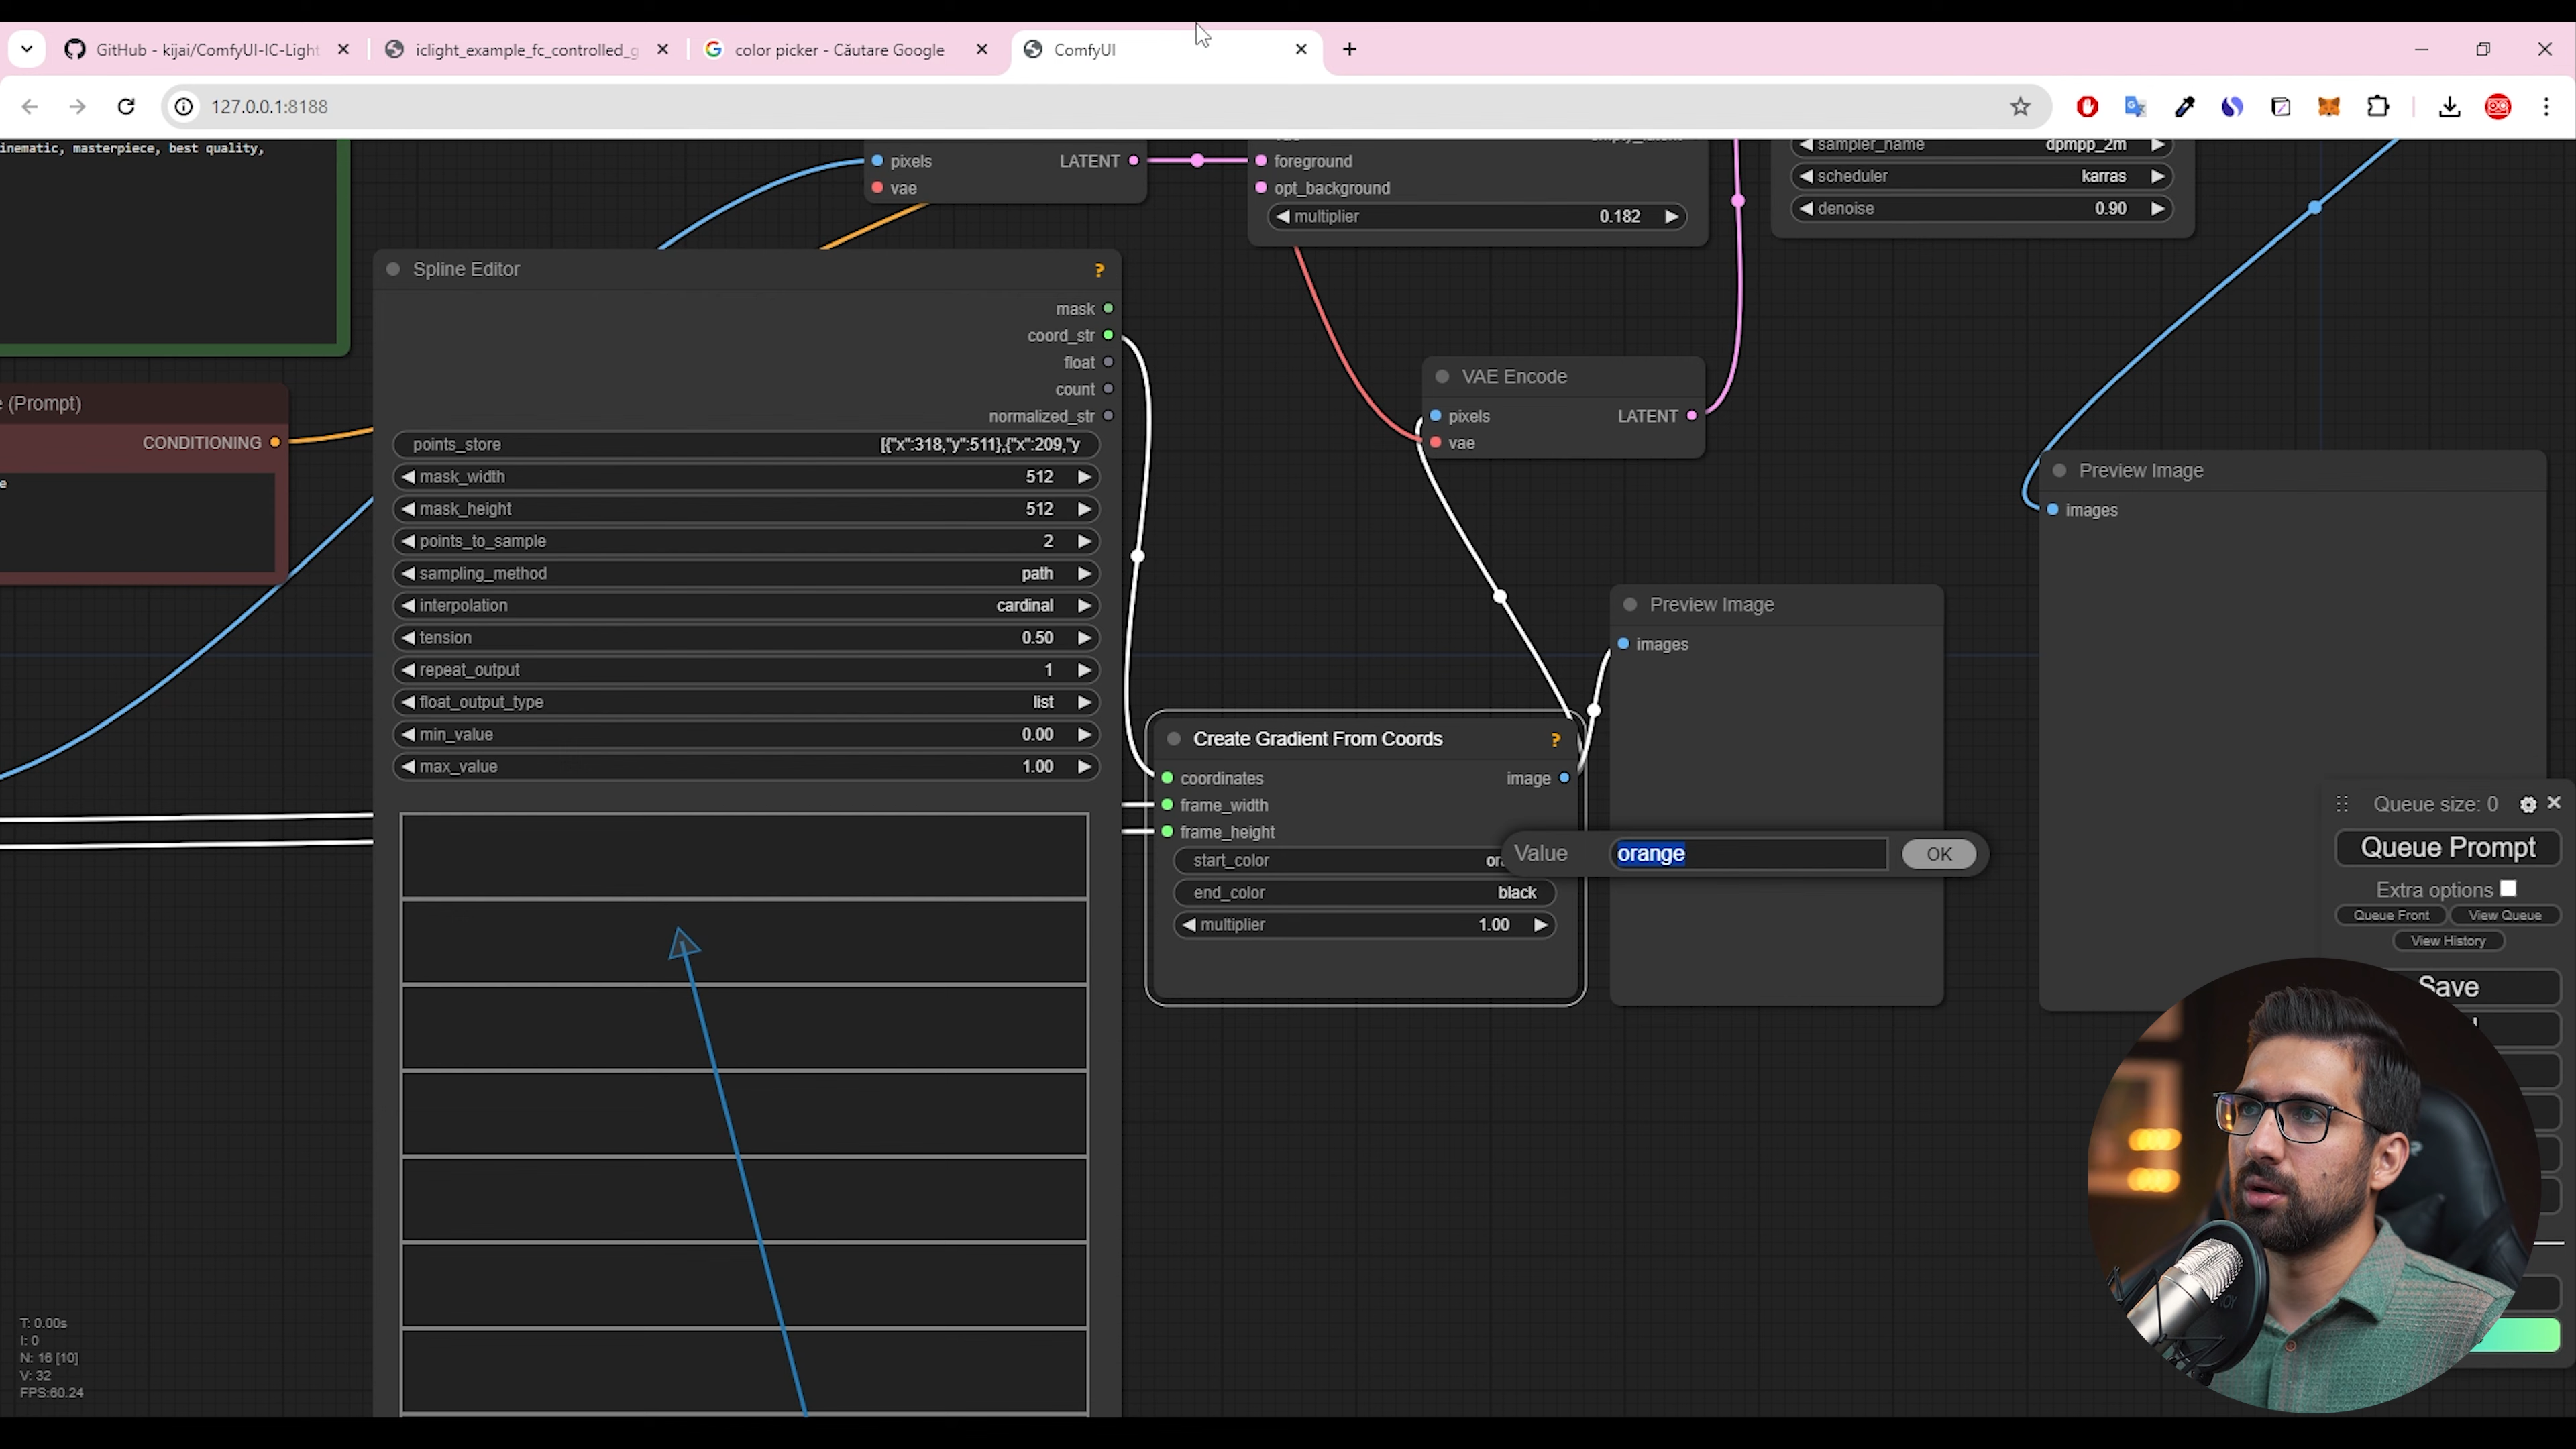 GitHub - kijai/ComfyUI-IC-Light
iclight_example_fc_controlled_g
color picker - Căutare Google
ComfyUI
127.0.0.1:8188
inematic, masterpiece, best quality,
pixels LATENT
vae
foreground
opt_background
multiplier 0.182
sampler_name dpmpp_2m
scheduler karras
denoise 0.90
Spline Editor ?
mask
coord_str
float
count
normalized_str
points_store [{"x":318,"y":511},{"x":209,"y
mask_width 512
mask_height 512
points_to_sample 2
sampling_method path
interpolation cardinal
tension 0.50
repeat_output 1
float_output_type list
min_value 0.00
max_value 1.00
e (Prompt)
CONDITIONING
e
VAE Encode
pixels LATENT
vae
Preview Image
images
Preview Image
images
Create Gradient From Coords ?
coordinates image
frame_width
frame_height
start_color
end_color black
multiplier 1.00
Value orange OK
Queue size: 0
Queue Prompt
Extra options
Queue Front View Queue
View History
Save
T: 0.00s
I: 0
N: 16 [10]
V: 32
FPS:60.24